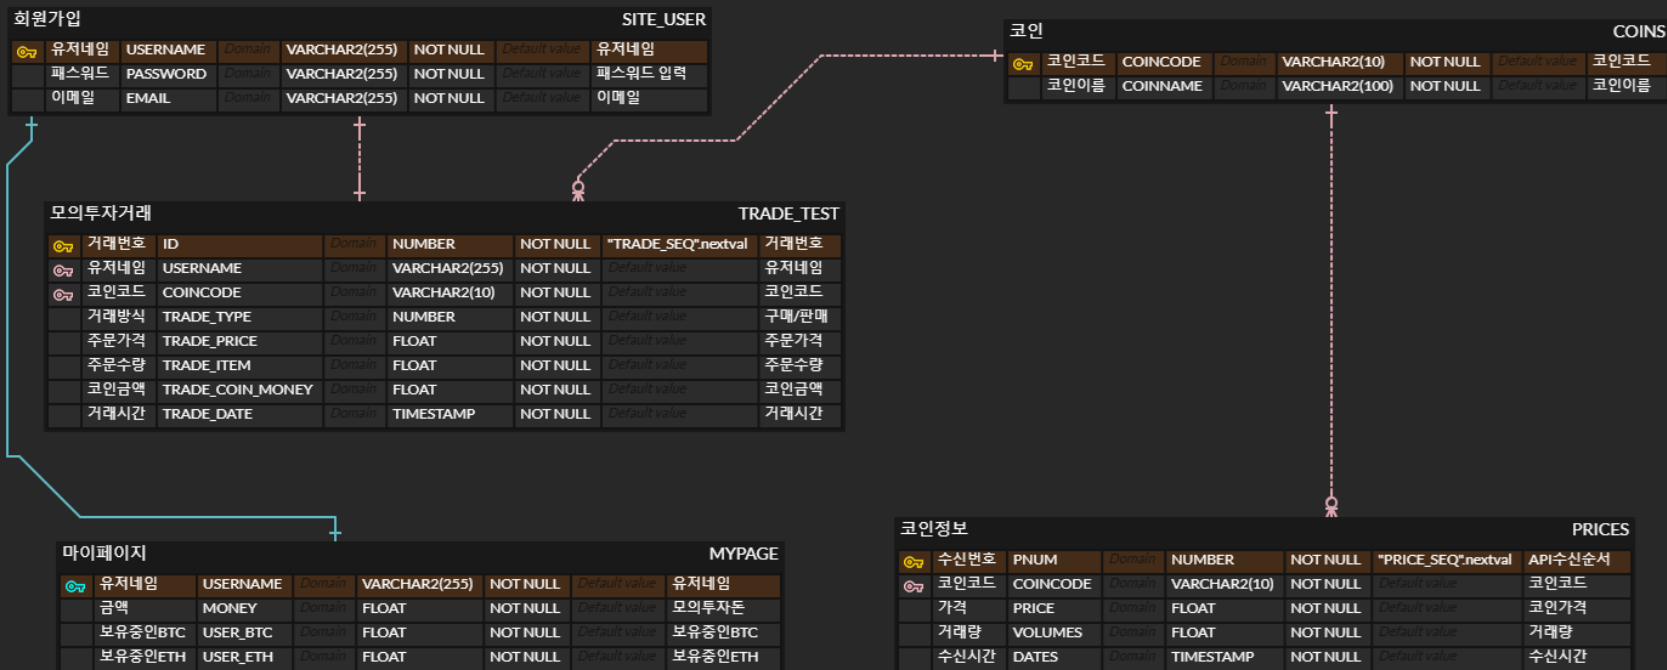 회원가입 SITE_USER
유저네임 USERNAME Domain VARCHAR2(255) NOT NULL Default value 유저네임
패스워드 PASSWORD Domain VARCHAR2(255) NOT NULL Default value 패스워드 입력
이메일 EMAIL Domain VARCHAR2(255) NOT NULL Default value 이메일
코인 COINS
코인코드 COINCODE Domain VARCHAR2(10) NOT NULL Default value 코인코드
코인이름 COINNAME Domain VARCHAR2(100) NOT NULL Default value 코인이름
모의투자거래 TRADE_TEST
거래번호 ID Domain NUMBER NOT NULL "TRADE_SEQ".nextval 거래번호
유저네임 USERNAME Domain VARCHAR2(255) NOT NULL Default value 유저네임
코인코드 COINCODE Domain VARCHAR2(10) NOT NULL Default value 코인코드
거래방식 TRADE_TYPE Domain NUMBER NOT NULL Default value 구매/판매
주문가격 TRADE_PRICE Domain FLOAT NOT NULL Default value 주문가격
주문수량 TRADE_ITEM Domain FLOAT NOT NULL Default value 주문수량
코인금액 TRADE_COIN_MONEY Domain FLOAT NOT NULL Default value 코인금액
거래시간 TRADE_DATE Domain TIMESTAMP NOT NULL Default value 거래시간
마이페이지 MYPAGE
유저네임 USERNAME Domain VARCHAR2(255) NOT NULL Default value 유저네임
금액 MONEY Domain FLOAT NOT NULL Default value 모의투자돈
보유중인BTC USER_BTC Domain FLOAT NOT NULL Default value 보유중인BTC
보유중인ETH USER_ETH Domain FLOAT NOT NULL Default value 보유중인ETH
코인정보 PRICES
수신번호 PNUM Domain NUMBER NOT NULL "PRICE_SEQ".nextval API수신순서
코인코드 COINCODE Domain VARCHAR2(10) NOT NULL Default value 코인코드
가격 PRICE Domain FLOAT NOT NULL Default value 코인가격
거래량 VOLUMES Domain FLOAT NOT NULL Default value 거래량
수신시간 DATES Domain TIMESTAMP NOT NULL Default value 수신시간